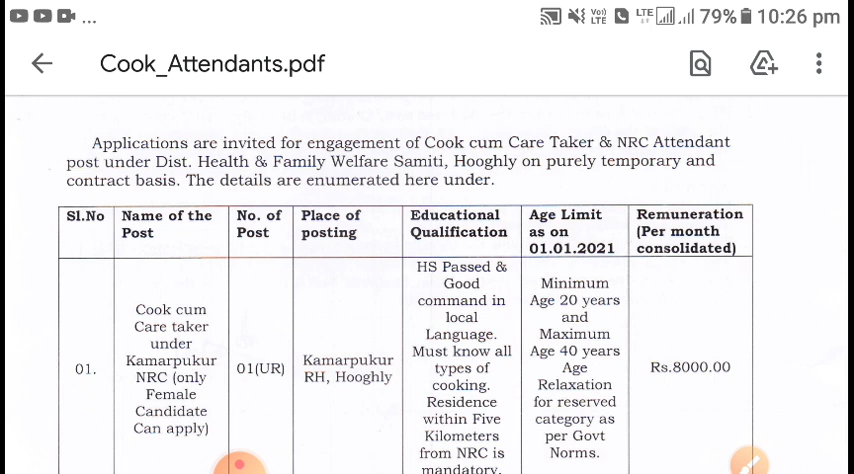 ... Vo)) LTE LTE 79% 10:26 pm
Cook_Attendants.pdf
Applications are invited for engagement of Cook cum Care Taker & NRC Attendant
post under Dist. Health & Family Welfare Samiti, Hooghly on purely temporary and
contract basis. The details are enumerated here under.
Sl.No
Name of the
Post
No. of
Post
Place of
posting
Educational
Qualification
Age Limit
as on
01.01.2021
Remuneration
(Per month
consolidated)
01.
Cook cum
Care taker
under
Kamarpukur
NRC (only
Female
Candidate
Can apply)
01(UR)
Kamarpukur
RH, Hooghly
HS Passed &
Good
command in
local
Language.
Must know all
types of
cooking.
Residence
within Five
Kilometers
from NRC is
mandatory.
Minimum
Age 20 years
and
Maximum
Age 40 years
Age
Relaxation
for reserved
category as
per Govt
Norms.
Rs.8000.00